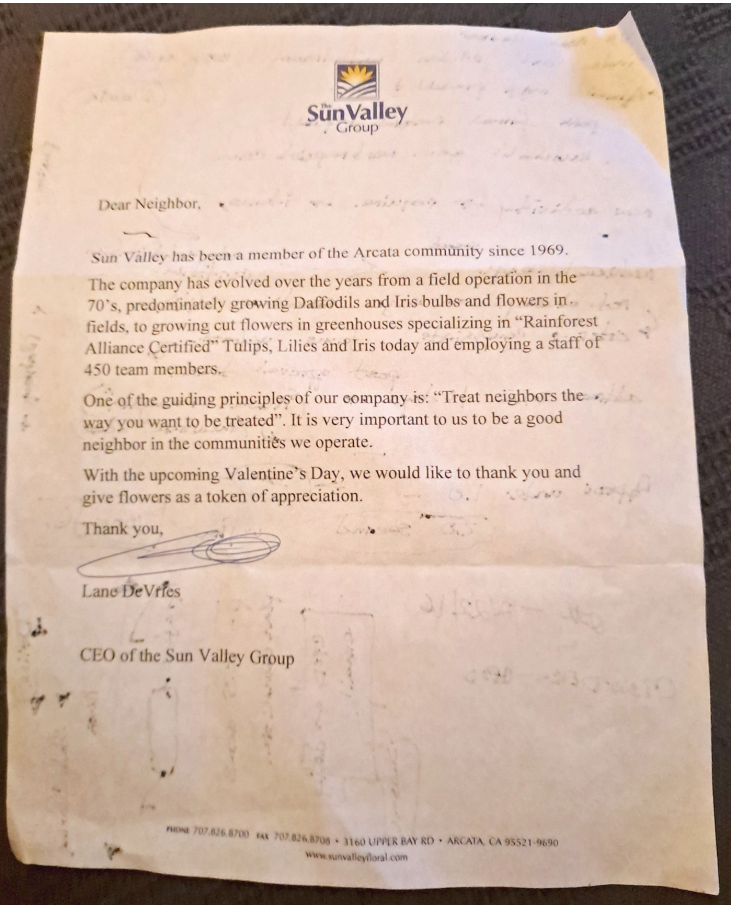 The
SunValley
Group
Dear Neighbor,
Sun Valley has been a member of the Arcata community since 1969.
The company has evolved over the years from a field operation in the
70's, predominately growing Daffodils and Iris bulbs and flowers in
fields, to growing cut flowers in greenhouses specializing in “Rainforest
Alliance Certified” Tulips, Lilies and Iris today and employing a staff of
450 team members.
One of the guiding principles of our company is: “Treat neighbors the
way you want to be treated”. It is very important to us to be a good
neighbor in the communities we operate.
With the upcoming Valentine's Day, we would like to thank you and
give flowers as a token of appreciation.
Thank you,
Lane DeVries
CEO of the Sun Valley Group
PHONE 707.826.8700 FAX 707.826.8708 • 3160 UPPER BAY RD • ARCATA, CA 95521-9690
www.sunvalleyfloral.com